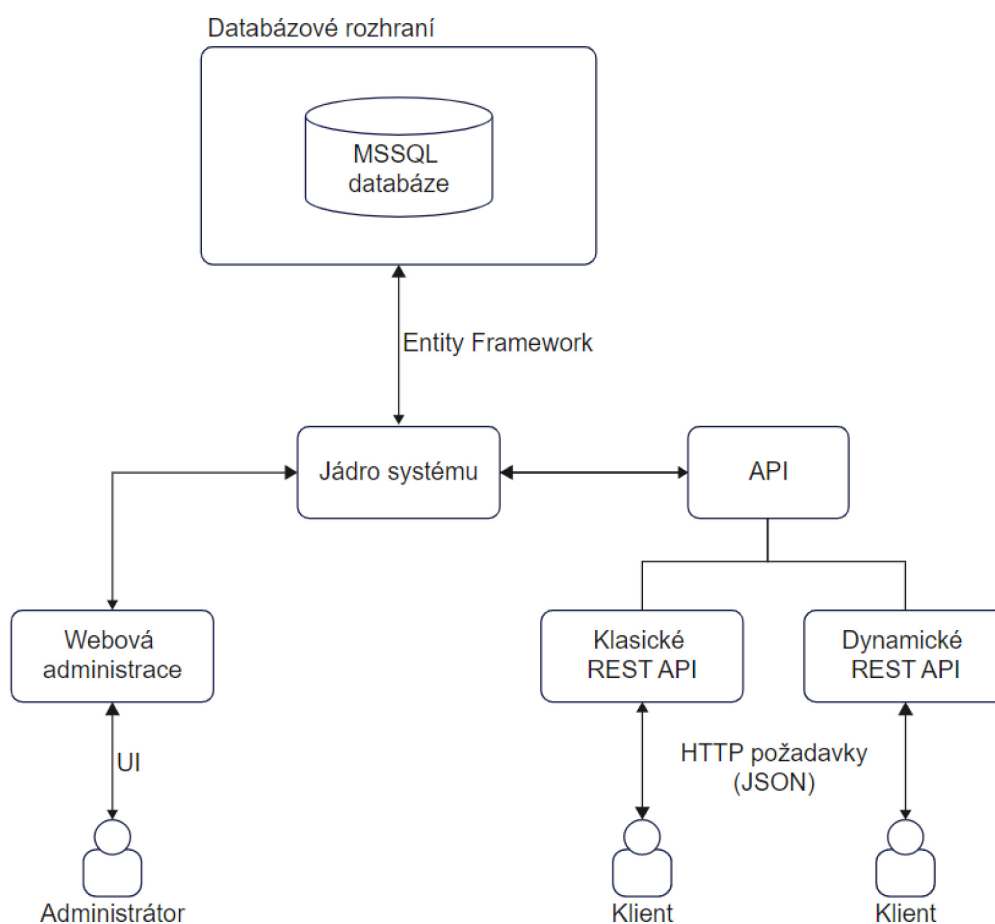 Databázové rozhraní
MSSQL
databáze
Entity Framework
Jádro systému
API
Webová
administrace
Klasické
REST API
Dynamické
REST API
UI
HTTP požadavky
(JSON)
Administrátor
Klient
Klient